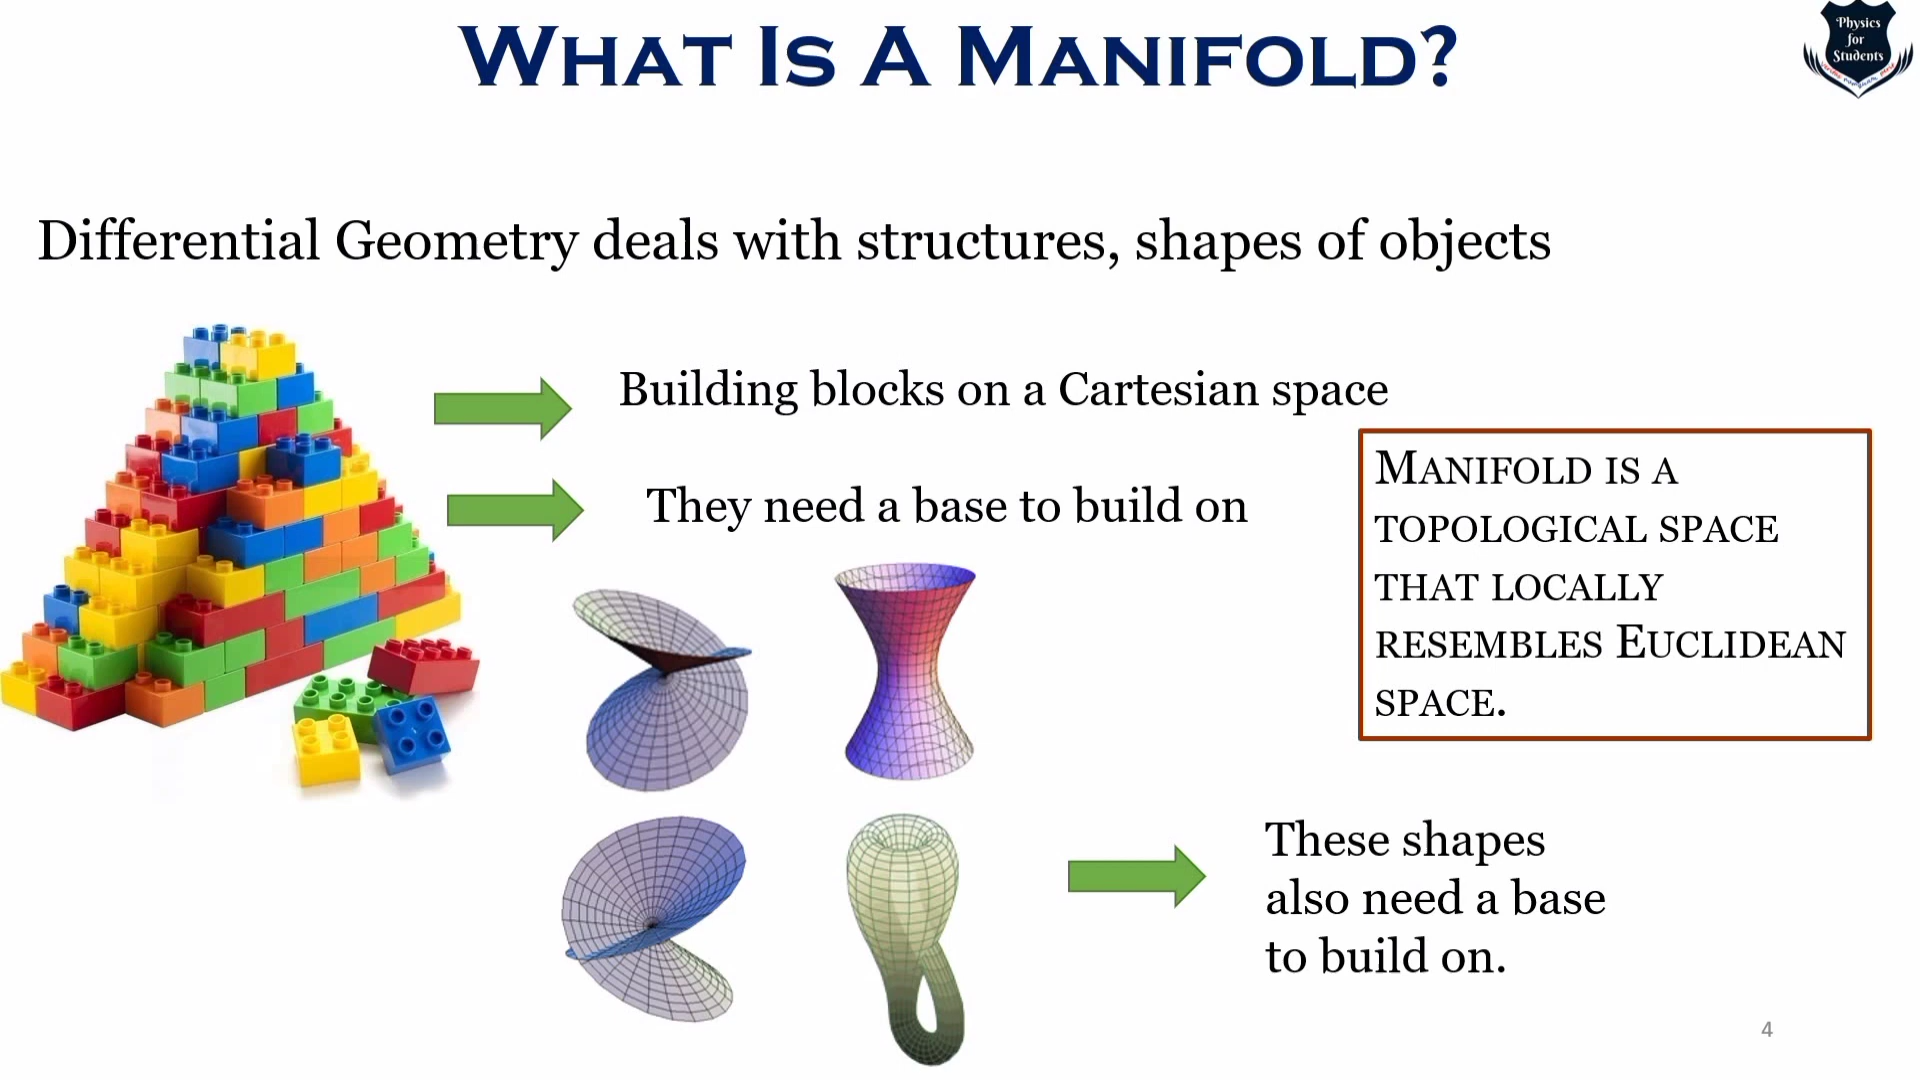 What Is A Manifold?
Physics
for
Students
Differential Geometry deals with structures, shapes of objects
Building blocks on a Cartesian space
They need a base to build on
Manifold is a
topological space
that locally
resembles Euclidean
space.
These shapes
also need a base
to build on.
4